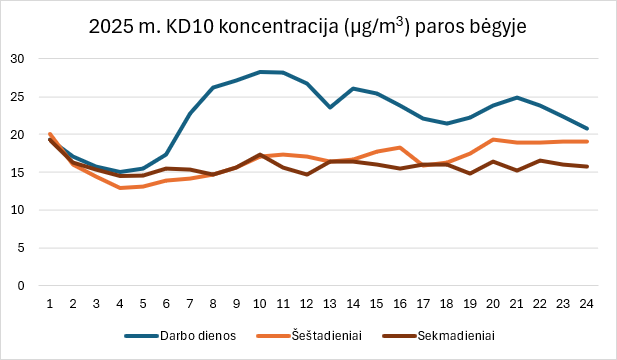 2025 m. KD10 koncentracija (µg/m³) paros bėgyje
30
25
20
15
10
5
0
1 2 3 4 5 6 7 8 9 10 11 12 13 14 15 16 17 18 19 20 21 22 23 24
Darbo dienos Šeštadieniai Sekmadieniai